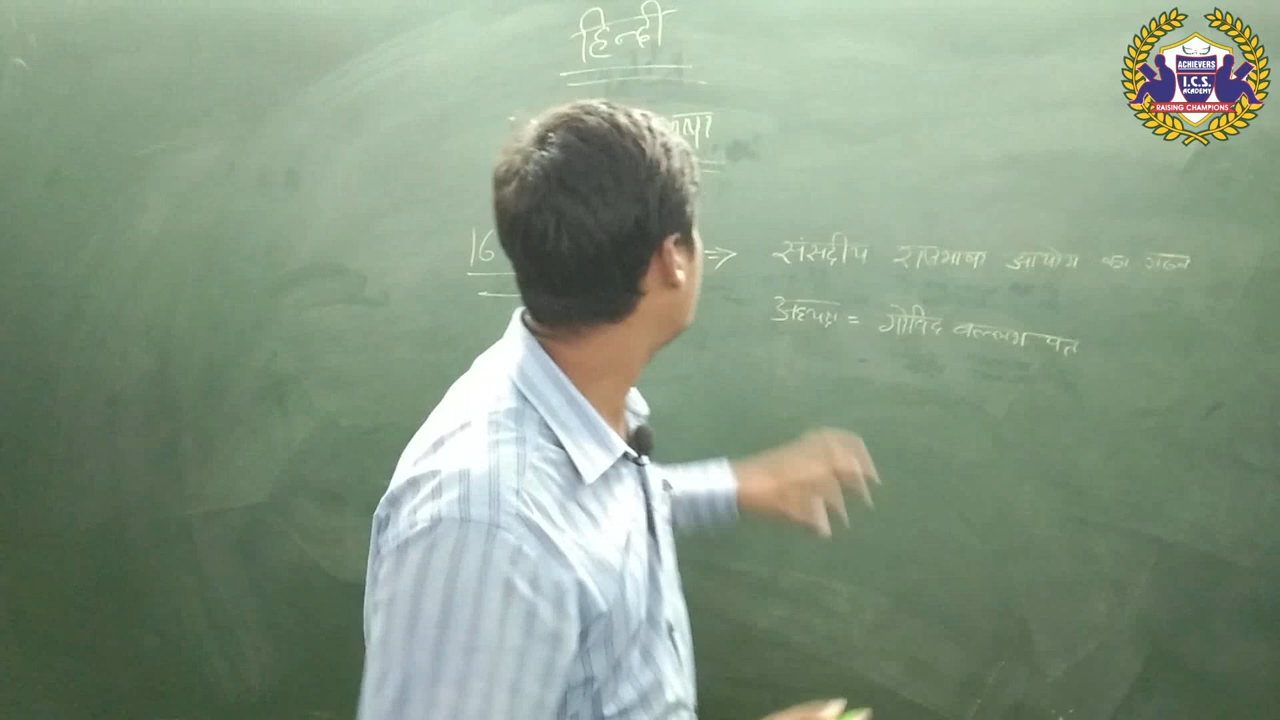 हिन्दी
16 ⇒ संसदीय राजभाषा आयोग का गठन
अध्यक्ष = गोविंद वल्लभ पंत
ACHIEVERS
I.C.S.
ACADEMY
RAISING CHAMPIONS